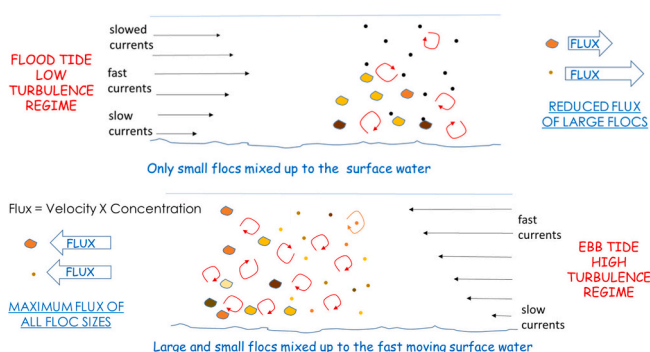 slowed
currents
fast
currents
slow
currents
FLOOD TIDE
LOW
TURBULENCE
REGIME
FLUX
FLUX
REDUCED FLUX
OF LARGE FLOCS
Only small flocs mixed up to the surface water
Flux = Velocity X Concentration
FLUX
FLUX
MAXIMUM FLUX OF
ALL FLOC SIZES
fast
currents
slow
currents
EBB TIDE
HIGH
TURBULENCE
REGIME
Large and small flocs mixed up to the fast moving surface water